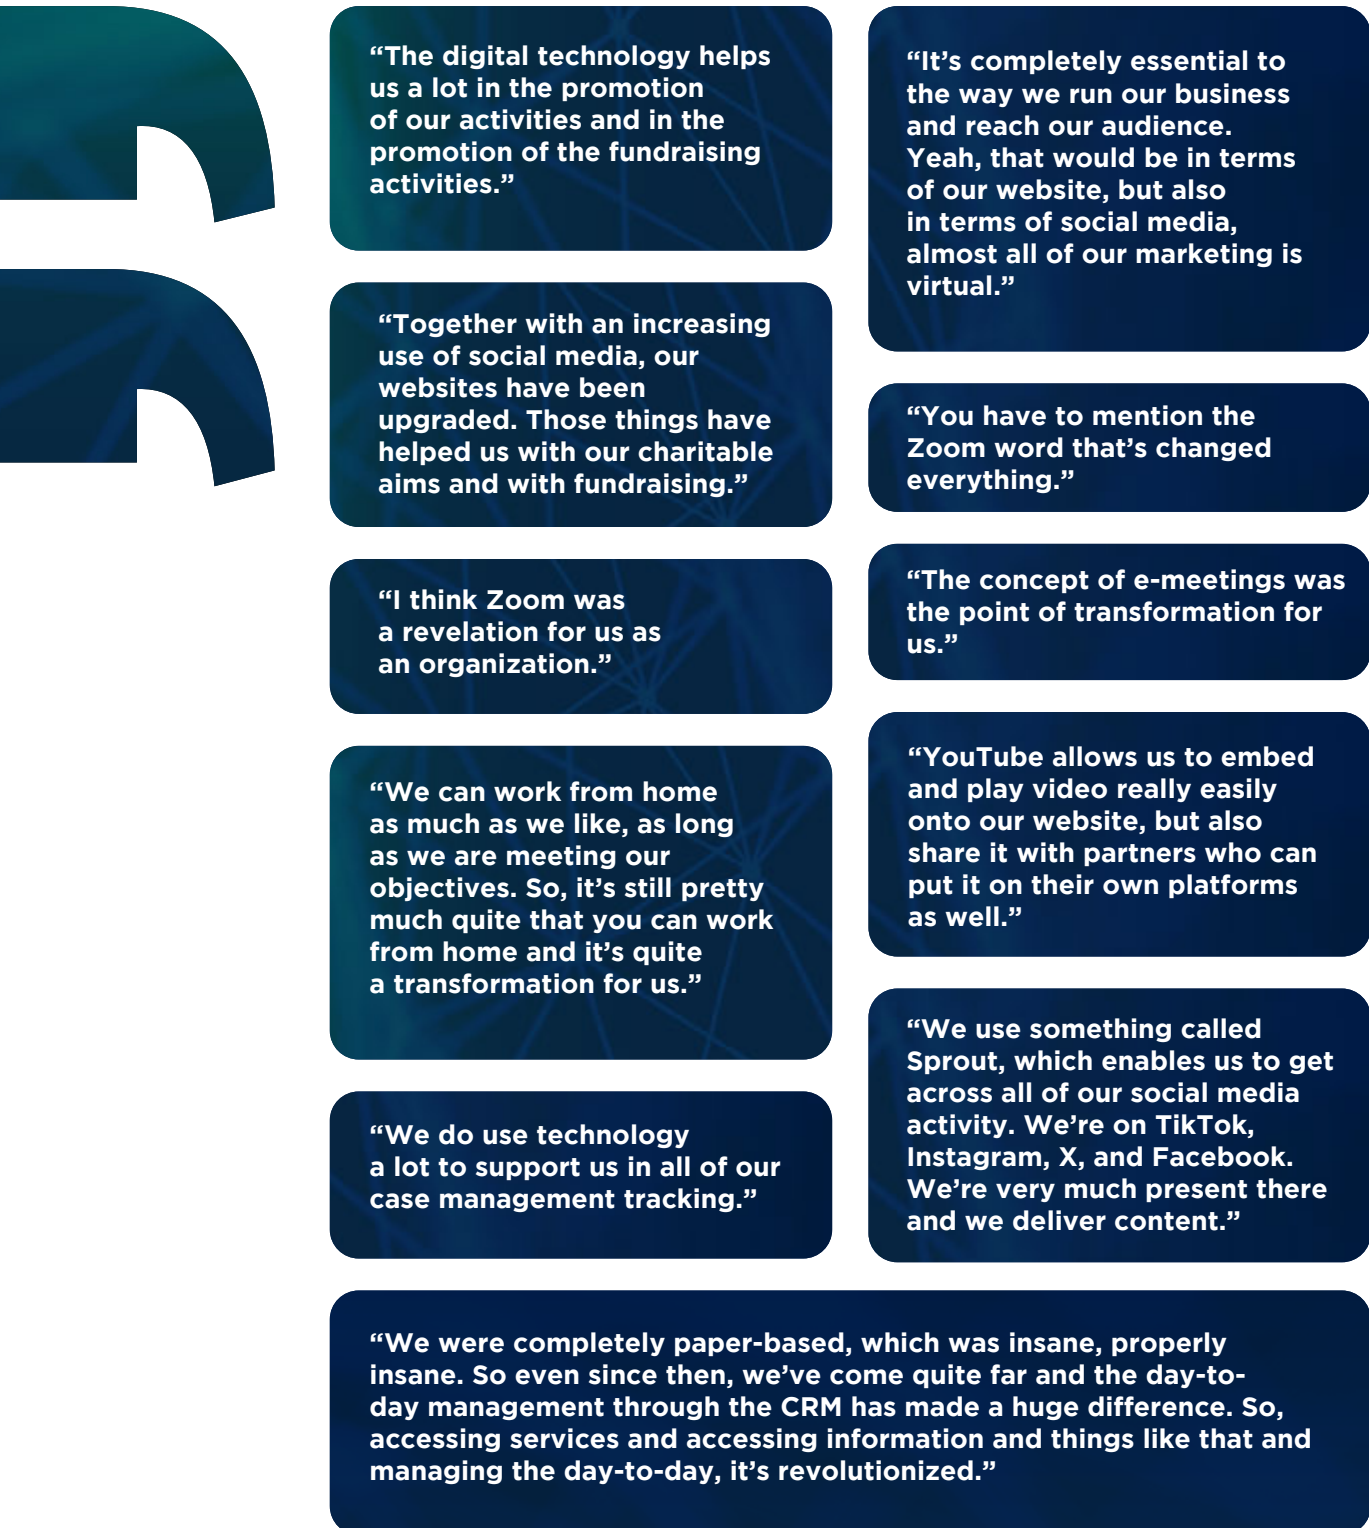 “The digital technology helps
us a lot in the promotion
of our activities and in the
promotion of the fundraising
activities.”
“Together with an increasing
use of social media, our
websites have been
upgraded. Those things have
helped us with our charitable
aims and with fundraising.”
“I think Zoom was
a revelation for us as
an organization.”
“We can work from home
as much as we like, as long
as we are meeting our
objectives. So, it’s still pretty
much quite that you can work
from home and it’s quite
a transformation for us.”
“We do use technology
a lot to support us in all of our
case management tracking.”
“It’s completely essential to
the way we run our business
and reach our audience.
Yeah, that would be in terms
of our website, but also
in terms of social media,
almost all of our marketing is
virtual.”
“You have to mention the
Zoom word that’s changed
everything.”
“The concept of e-meetings was
the point of transformation for
us.”
“YouTube allows us to embed
and play video really easily
onto our website, but also
share it with partners who can
put it on their own platforms
as well.”
“We use something called
Sprout, which enables us to get
across all of our social media
activity. We’re on TikTok,
Instagram, X, and Facebook.
We’re very much present there
and we deliver content.”
“We were completely paper-based, which was insane, properly
insane. So even since then, we’ve come quite far and the day-to-
day management through the CRM has made a huge difference. So,
accessing services and accessing information and things like that and
managing the day-to-day, it’s revolutionized.”